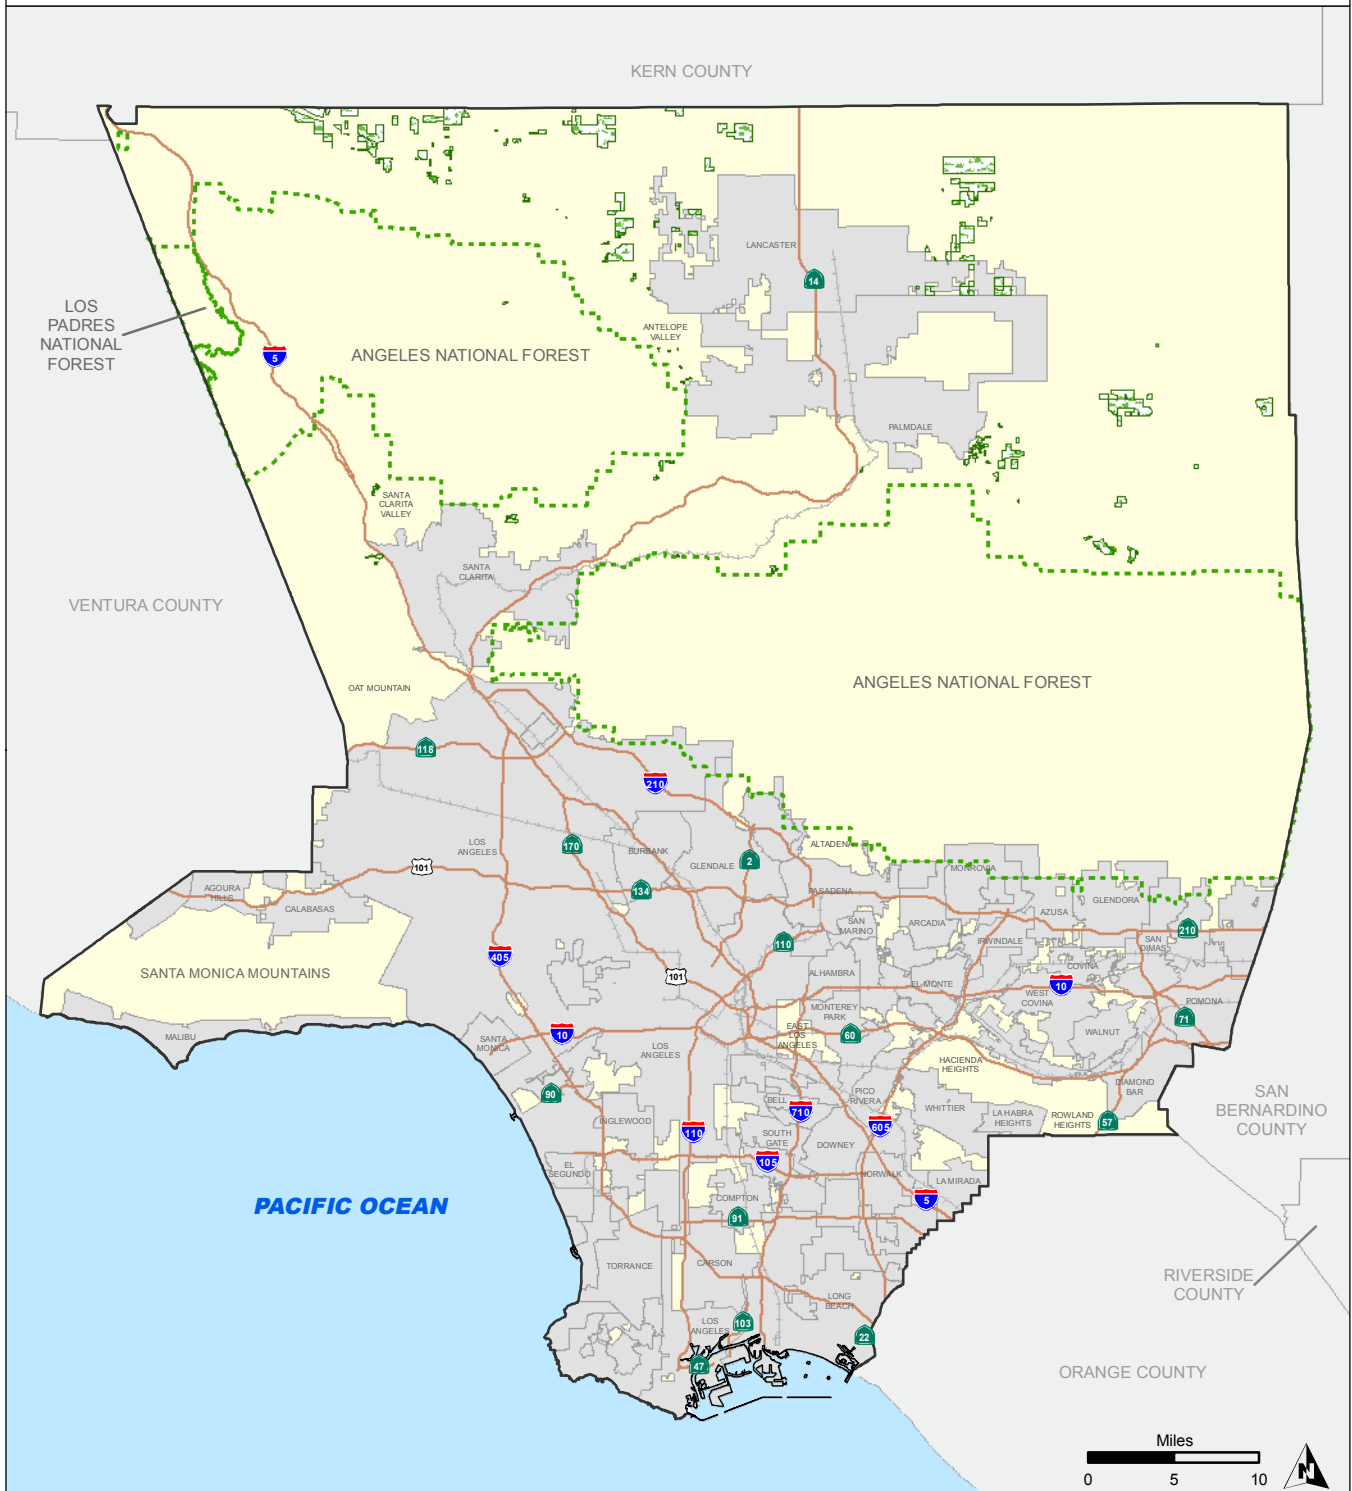 KERN COUNTY
LANCASTER
14
LOS
PADRES
NATIONAL
FOREST
ANTELOPE
VALLEY
5
ANGELES NATIONAL FOREST
PALMDALE
SANTA
CLARITA
VALLEY
SANTA
CLARITA
VENTURA COUNTY
OAT MOUNTAIN
ANGELES NATIONAL FOREST
118
210
LOS
ANGELES
170
BURBANK
GLENDALE
2
ALTADENA
101
134
PASADENA
MONROVIA
AGOURA
HILLS
CALABASAS
SAN
MARINO
ARCADIA
AZUSA
GLENDORA
210
110
IRWINDALE
SAN
DIMAS
405
SANTA MONICA MOUNTAINS
101
ALHAMBRA
EL MONTE
COVINA
10
WEST
COVINA
POMONA
71
MALIBU
SANTA
MONICA
10
LOS
ANGELES
MONTEREY
PARK
EAST
LOS
ANGELES
60
WALNUT
HACIENDA
HEIGHTS
DIAMOND
BAR
90
BELL
710
PICO
RIVERA
WHITTIER
LA HABRA
HEIGHTS
ROWLAND
HEIGHTS
57
SAN
BERNARDINO
COUNTY
INGLEWOOD
110
SOUTH
GATE
605
DOWNEY
105
EL
SEGUNDO
NORWALK
LA MIRADA
5
PACIFIC OCEAN
COMPTON
91
TORRANCE
CARSON
RIVERSIDE
COUNTY
LONG
BEACH
LOS
ANGELES
103
22
47
ORANGE COUNTY
Miles
0 5 10
N